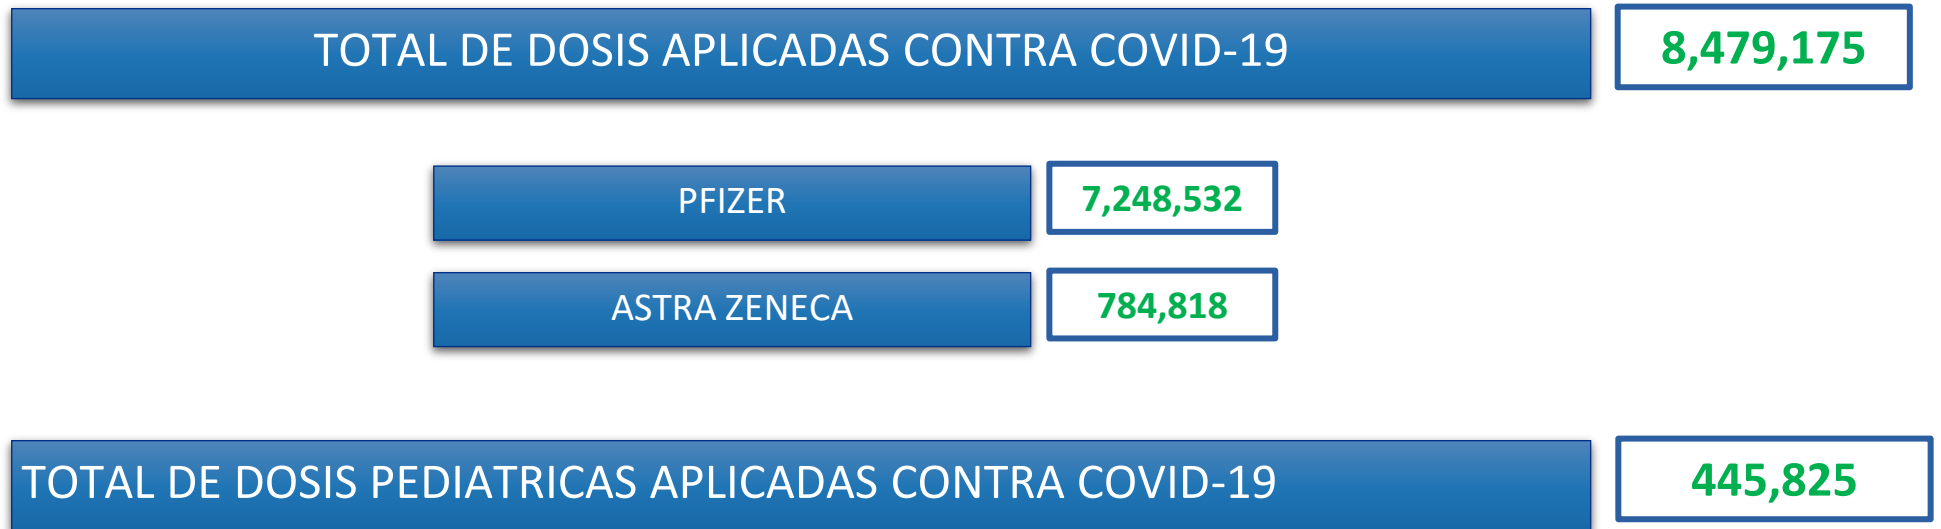 TOTAL DE DOSIS APLICADAS CONTRA COVID-19 8,479,175
PFIZER 7,248,532
ASTRA ZENECA 784,818
TOTAL DE DOSIS PEDIATRICAS APLICADAS CONTRA COVID-19 445,825